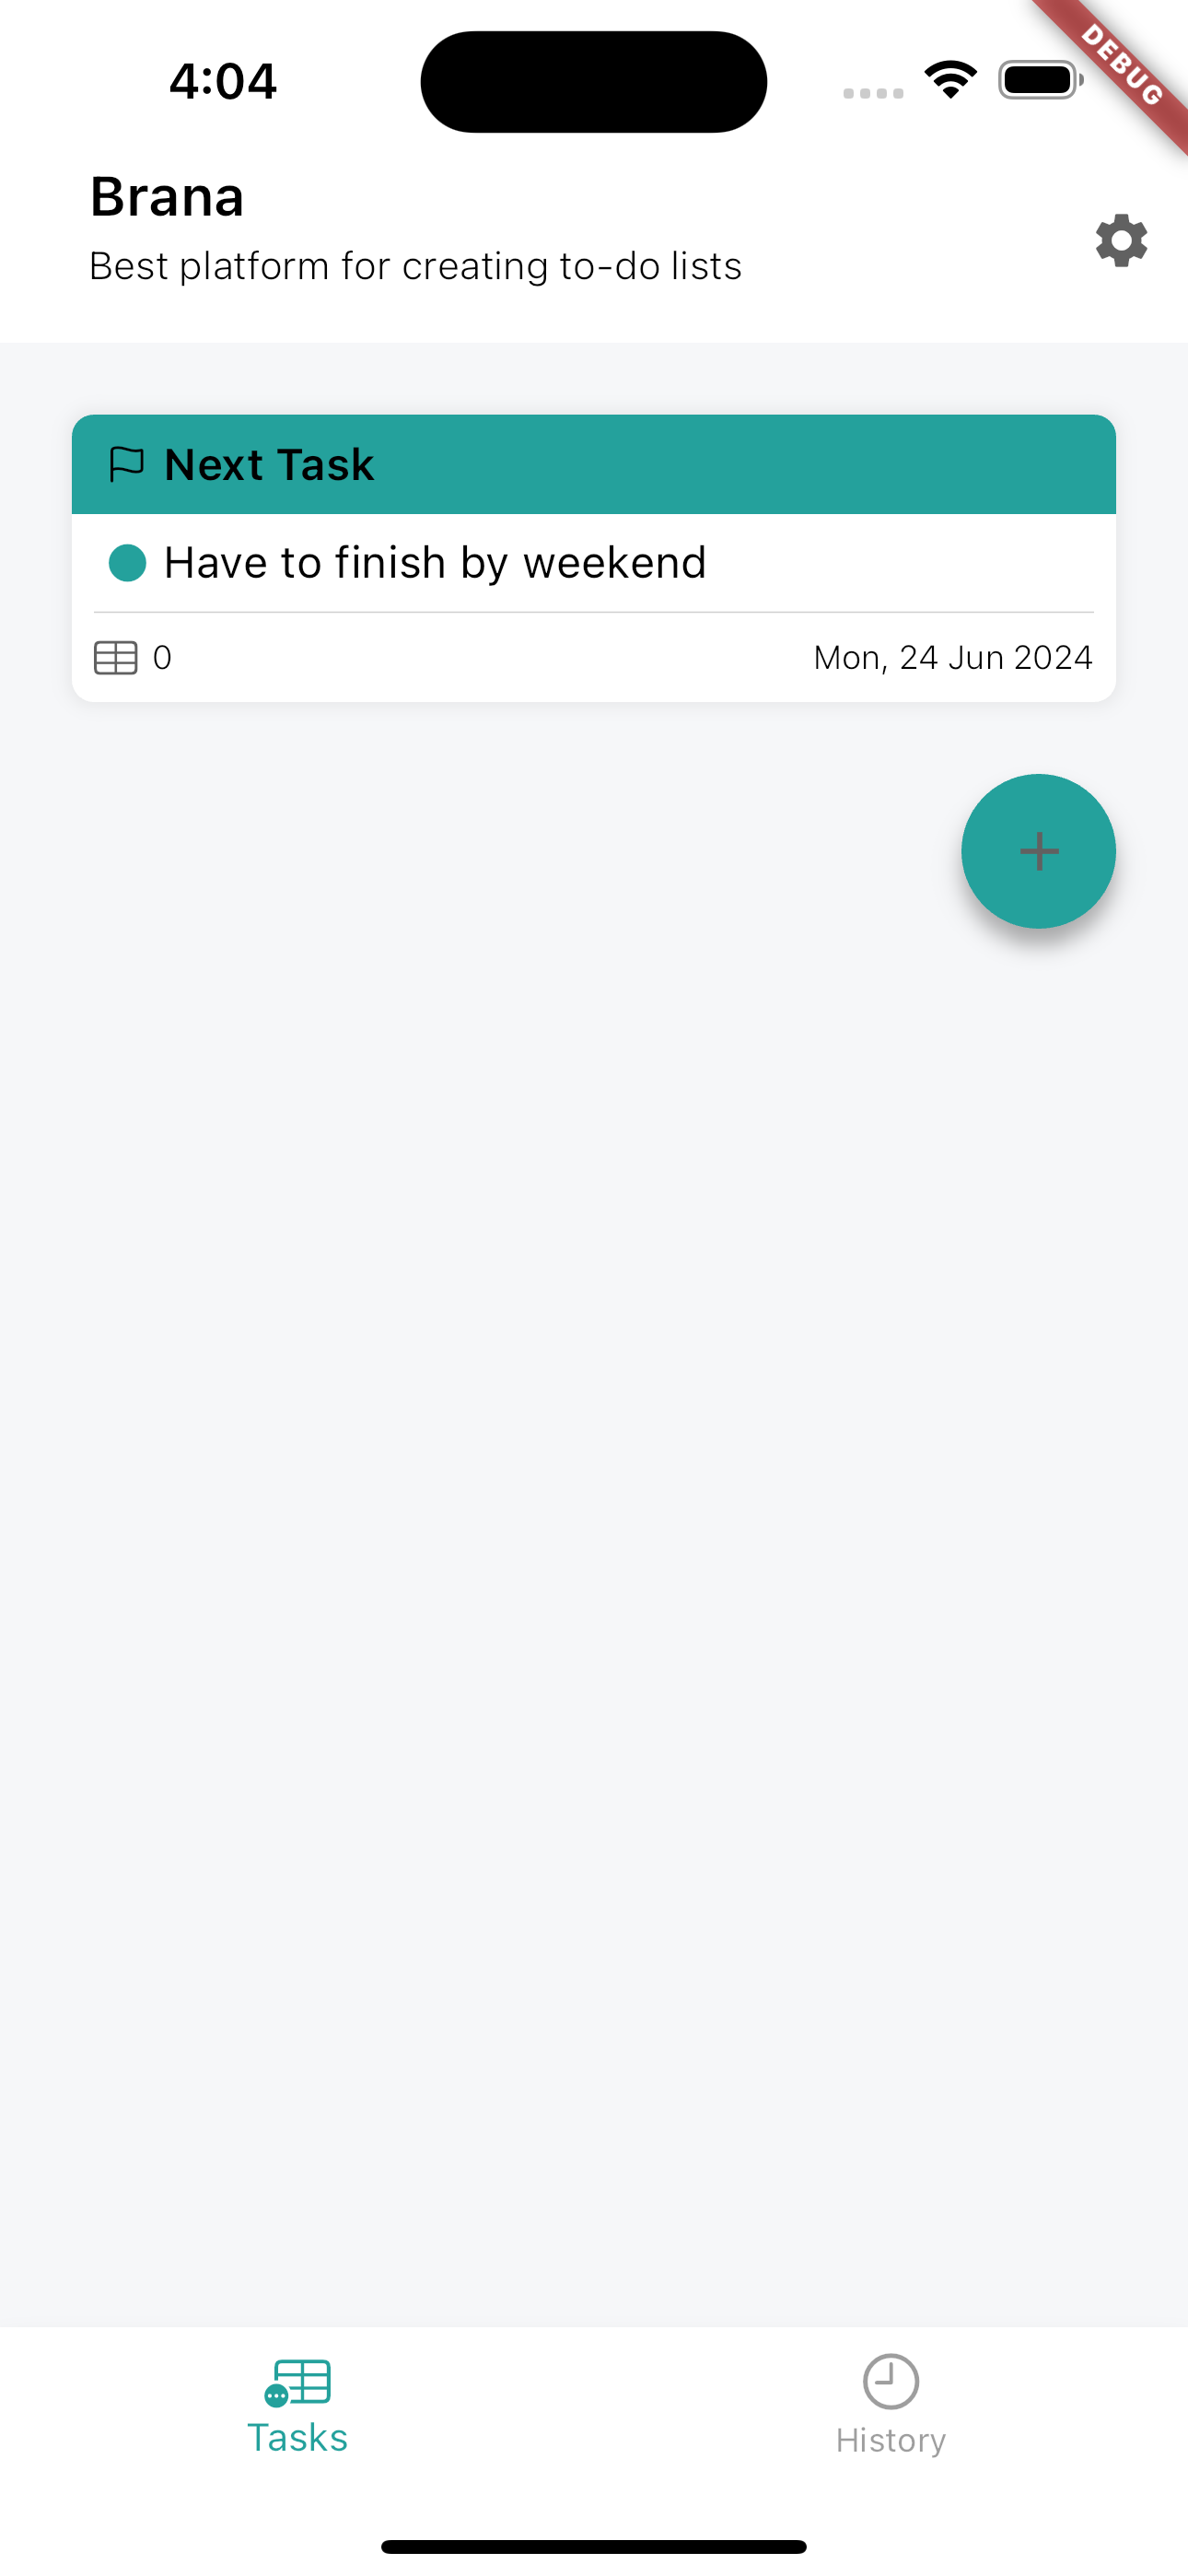 4:04
DEBUG
Brana
Best platform for creating to-do lists
Next Task
Have to finish by weekend
0
Mon, 24 Jun 2024
Tasks
History